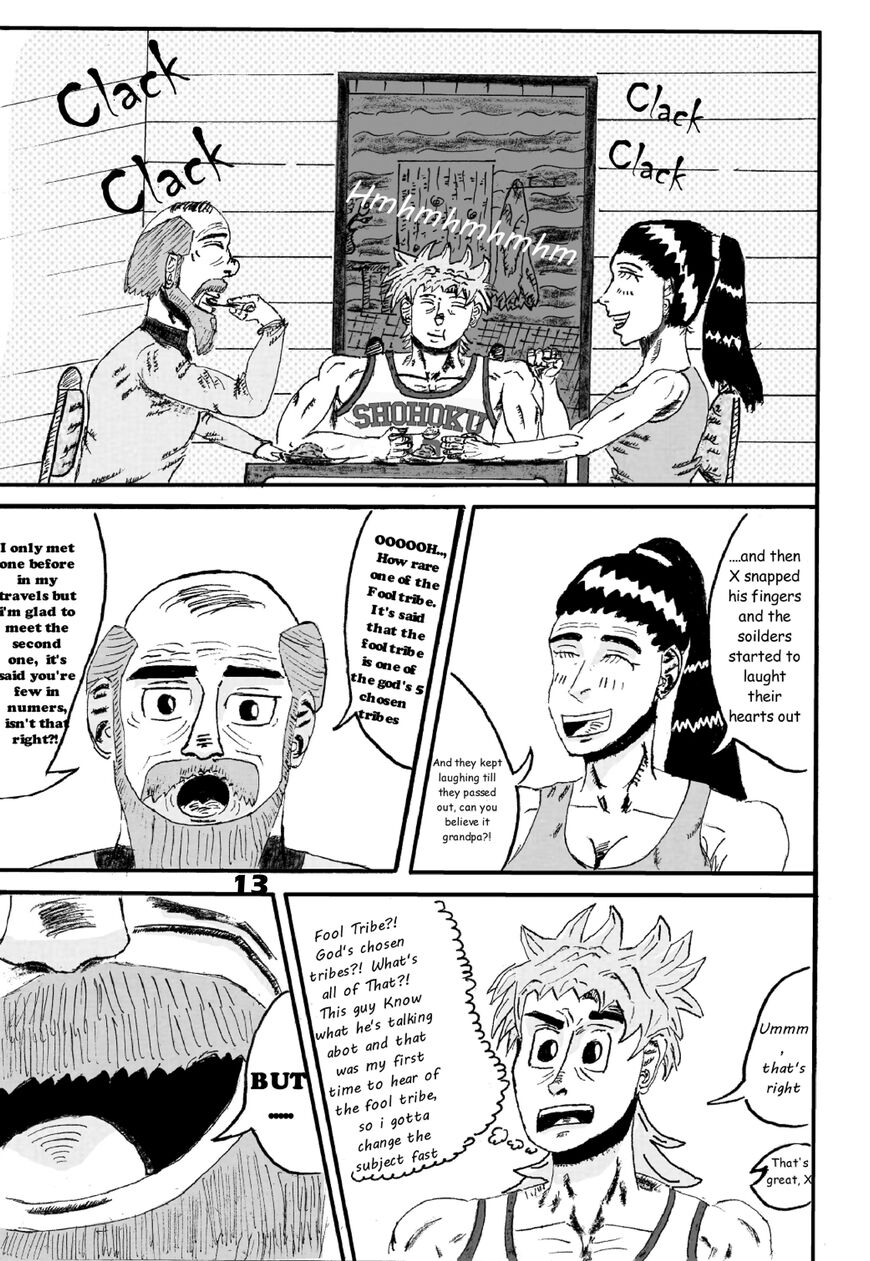 Clack
Clack
Clack
Clack
Hmhmhmhmhmhm
SHOHOKU
....and then
X snapped
his fingers
and the
soilders
started to
laught
their
hearts out
And they kept
laughing till
they passed
out, can you
believe it
grandpa?!
OOOOOH..,
How rare
one of the
Fool tribe.
It's said
that the
fool tribe
is one of
the god's 5
chosen
tribes
I only met
one before
in my
travels but
i'm glad to
meet the
second
one, it's
said you're
few in
numers,
isn't that
right?!
13
Ummm
,
that's
right
That's
great, X
Fool Tribe?!
God's chosen
tribes?! What's
all of That?!
This guy Know
what he's talking
abot and that
was my first
time to hear of
the fool tribe,
so i gotta
change the
subject fast
BUT
.....